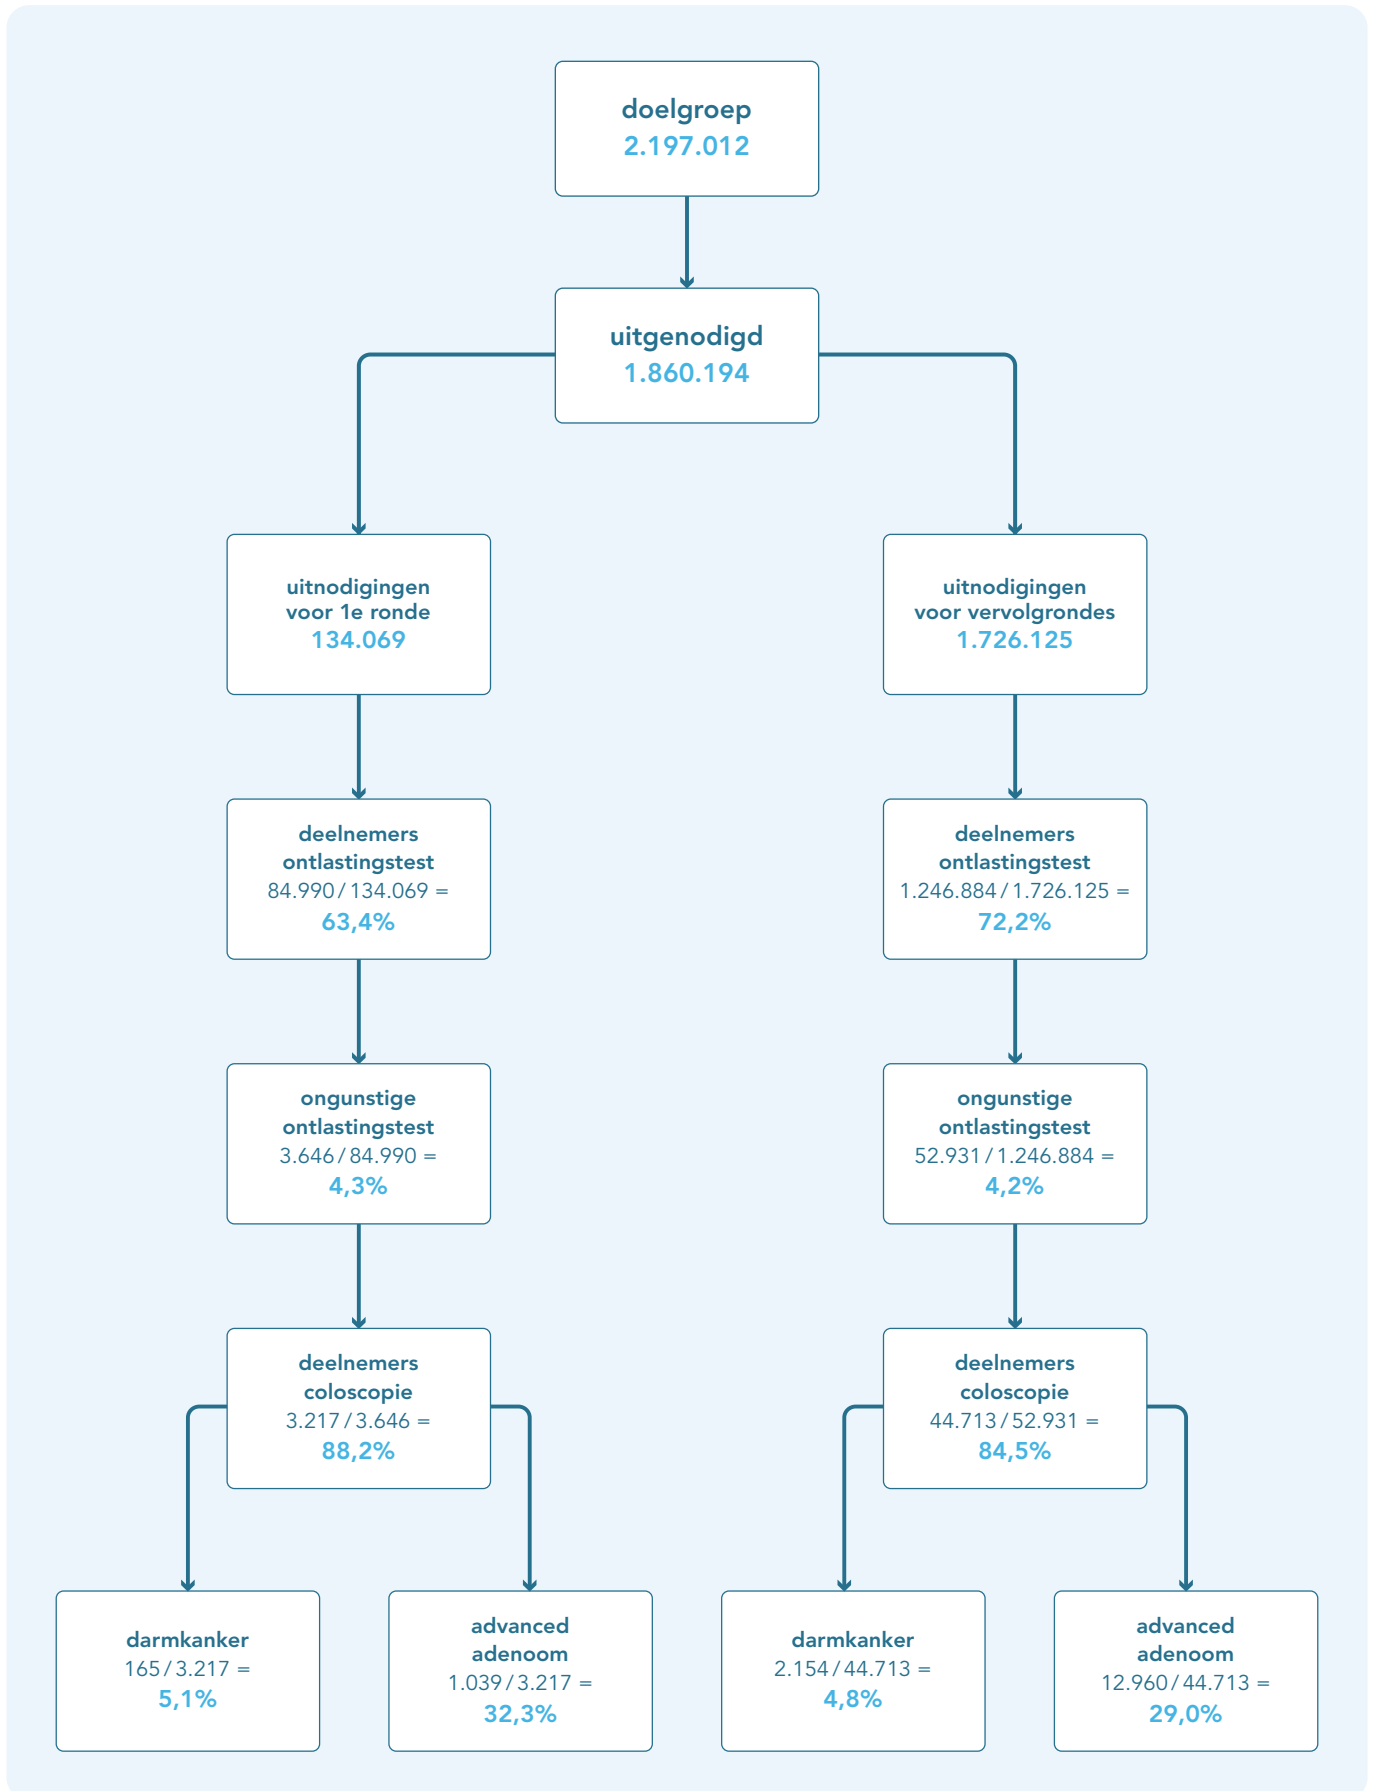 doelgroep
2.197.012
uitgenodigd
1.860.194
uitnodigingen
voor 1e ronde
134.069
uitnodigingen
voor vervolgrondes
1.726.125
deelnemers
ontlastingstest
84.990 / 134.069 =
63,4%
deelnemers
ontlastingstest
1.246.884 / 1.726.125 =
72,2%
ongunstige
ontlastingstest
3.646 / 84.990 =
4,3%
ongunstige
ontlastingstest
52.931 / 1.246.884 =
4,2%
deelnemers
coloscopie
3.217 / 3.646 =
88,2%
deelnemers
coloscopie
44.713 / 52.931 =
84,5%
darmkanker
165 / 3.217 =
5,1%
advanced
adenoom
1.039 / 3.217 =
32,3%
darmkanker
2.154 / 44.713 =
4,8%
advanced
adenoom
12.960 / 44.713 =
29,0%